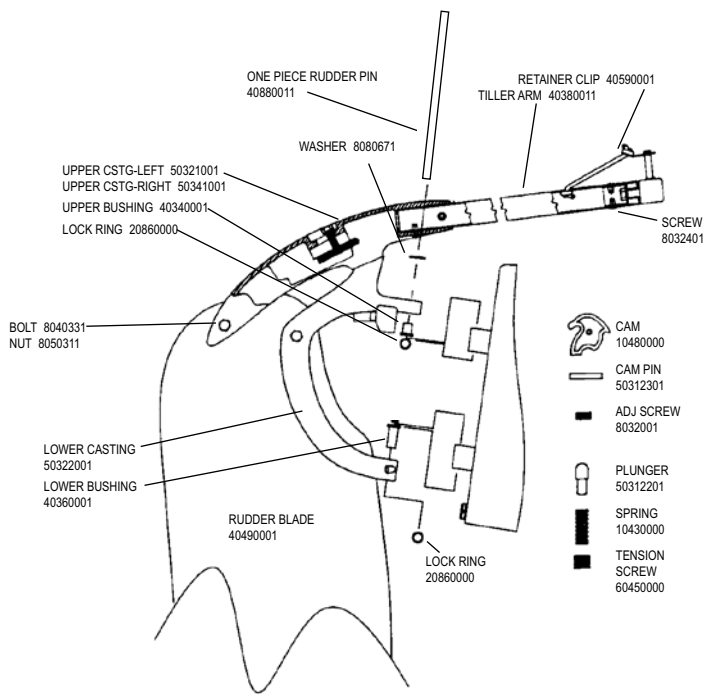 ONE PIECE RUDDER PIN
40880011
RETAINER CLIP 40590001
TILLER ARM 40380011
WASHER 8080671
UPPER CSTG-LEFT 50321001
UPPER CSTG-RIGHT 50341001
UPPER BUSHING 40340001
LOCK RING 20860000
SCREW
8032401
BOLT 8040331
NUT 8050311
CAM
10480000
CAM PIN
50312301
ADJ SCREW
8032001
LOWER CASTING
50322001
LOWER BUSHING
40360001
PLUNGER
50312201
SPRING
10430000
RUDDER BLADE
40490001
LOCK RING
20860000
TENSION
SCREW
60450000